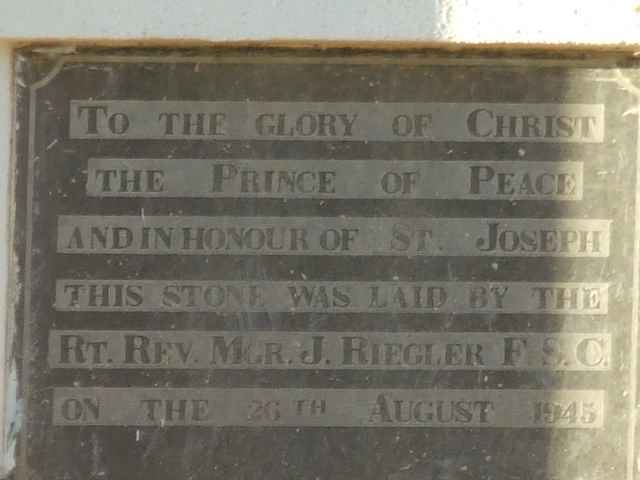 TO THE GLORY OF CHRIST
THE PRINCE OF PEACE
AND IN HONOUR OF ST. JOSEPH
THIS STONE WAS LAID BY THE
RT. REV. MGR. J. RIEGLER F.S.C.
ON THE 26TH AUGUST 1945